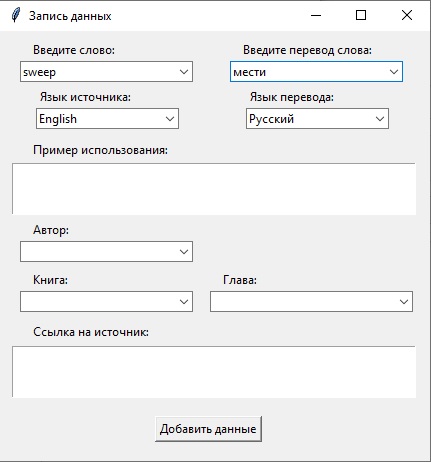 Запись данных
Введите слово: Введите перевод слова:
sweep мести
Язык источника: Язык перевода:
English Русский
Пример использования:
Автор:
Книга: Глава:
Ссылка на источник:
Добавить данные